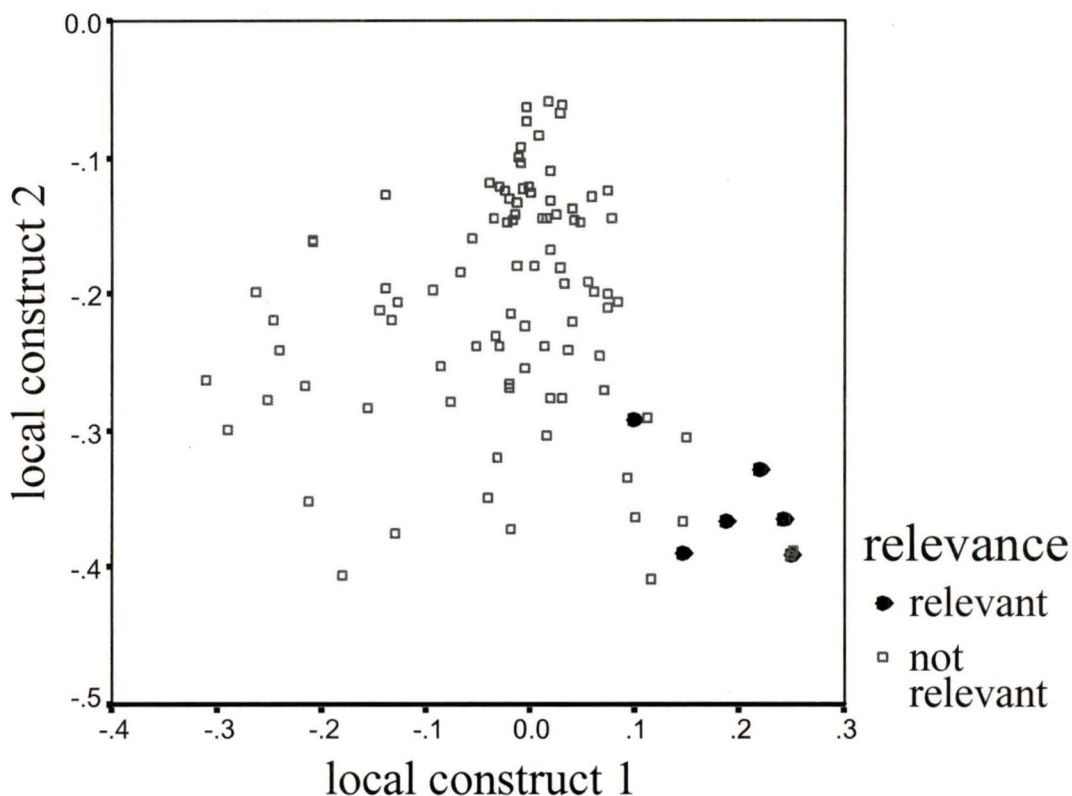 0.0
-.1
-.2
-.3
-.4
-.5
local construct 2
-.4 -.3 -.2 -.1 0.0 .1 .2 .3
local construct 1
relevance
relevant
not
relevant